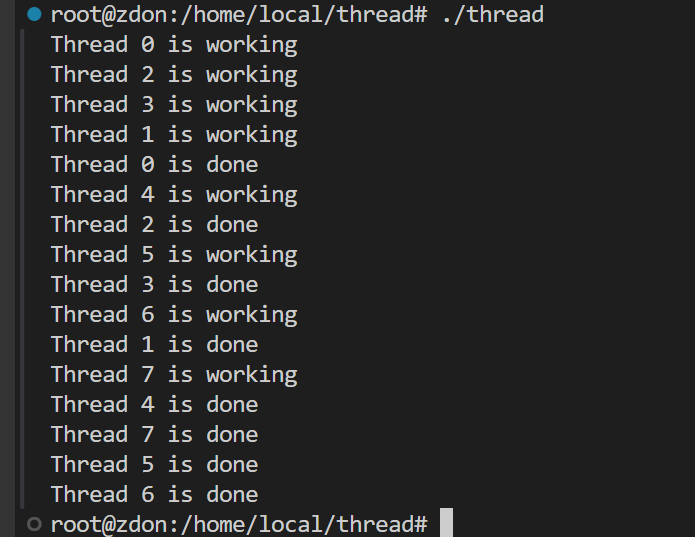 root@zdon:/home/local/thread# ./thread
Thread 0 is working
Thread 2 is working
Thread 3 is working
Thread 1 is working
Thread 0 is done
Thread 4 is working
Thread 2 is done
Thread 5 is working
Thread 3 is done
Thread 6 is working
Thread 1 is done
Thread 7 is working
Thread 4 is done
Thread 7 is done
Thread 5 is done
Thread 6 is done
root@zdon:/home/local/thread#